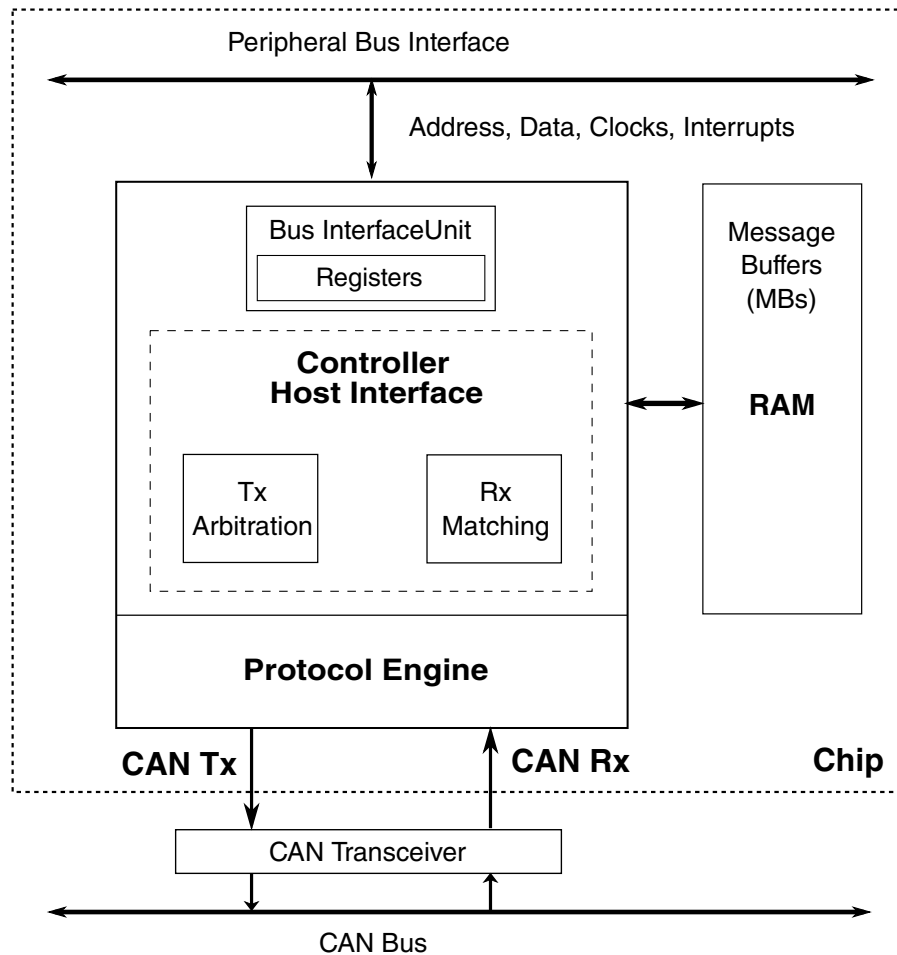 Peripheral Bus Interface
Address, Data, Clocks, Interrupts
Bus InterfaceUnit
Registers
Message
Buffers
(MBs)
Controller
Host Interface
RAM
Tx
Arbitration
Rx
Matching
Protocol Engine
CAN Tx
CAN Rx
Chip
CAN Transceiver
CAN Bus